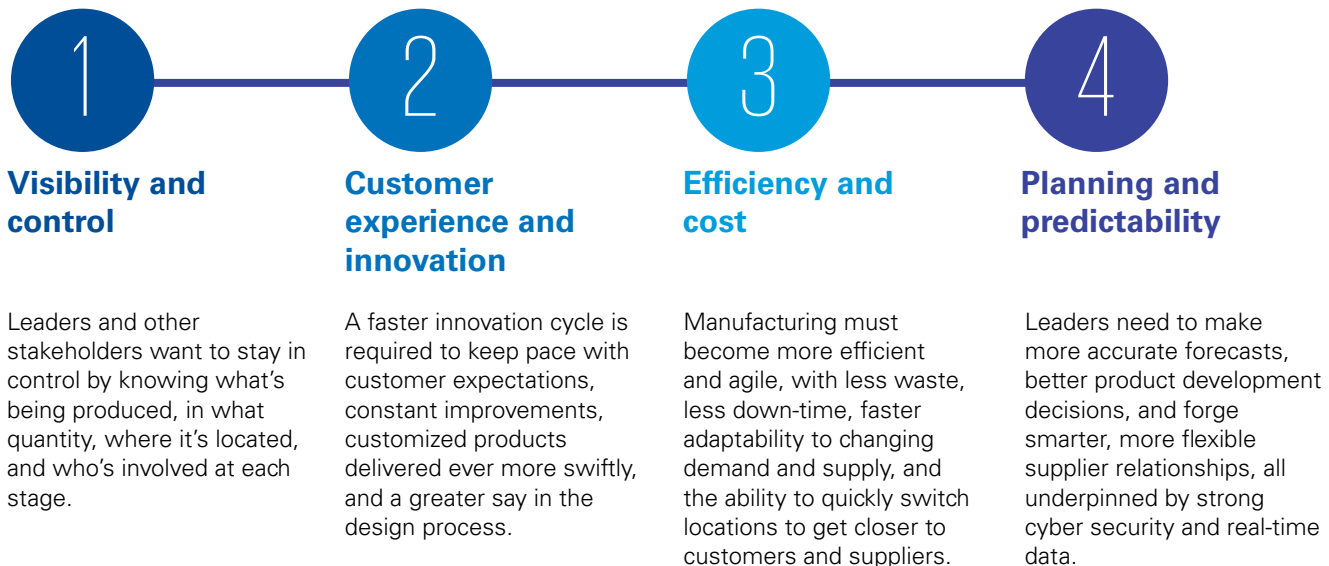 1
Visibility and
control
Leaders and other
stakeholders want to stay in
control by knowing what's
being produced, in what
quantity, where it's located,
and who's involved at each
stage.
2
Customer
experience and
innovation
A faster innovation cycle is
required to keep pace with
customer expectations,
constant improvements,
customized products
delivered ever more swiftly,
and a greater say in the
design process.
3
Efficiency and
cost
Manufacturing must
become more efficient
and agile, with less waste,
less down-time, faster
adaptability to changing
demand and supply, and
the ability to quickly switch
locations to get closer to
customers and suppliers.
4
Planning and
predictability
Leaders need to make
more accurate forecasts,
better product development
decisions, and forge
smarter, more flexible
supplier relationships, all
underpinned by strong
cyber security and real-time
data.